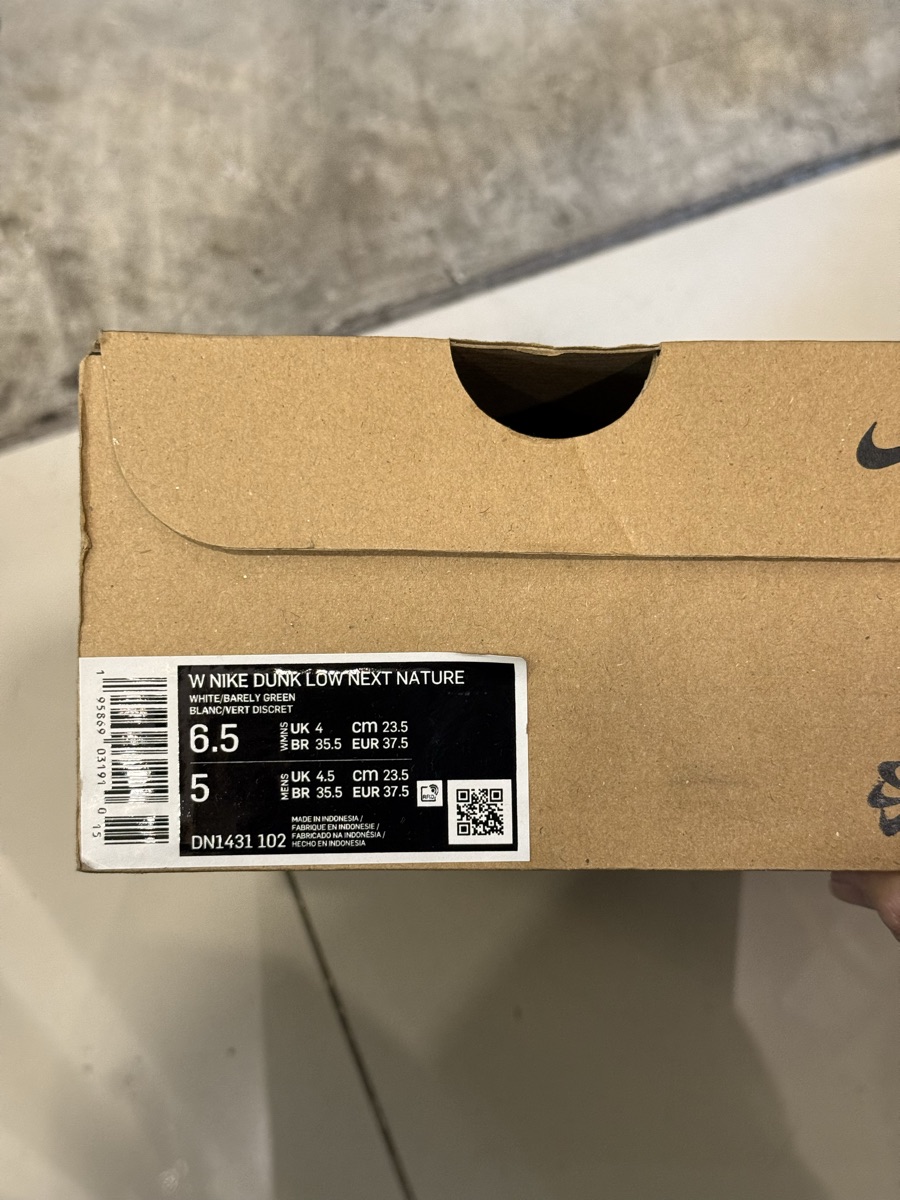 W NIKE DUNK LOW NEXT NATURE
WHITE/BARELY GREEN
BLANC/VERT DISCRET
6.5 WMNS UK 4 cm 23.5
BR 35.5 EUR 37.5
5 MENS UK 4.5 cm 23.5
BR 35.5 EUR 37.5
DN1431 102
MADE IN INDONESIA /
FABRIQUE EN INDONESIE /
FABRICADO NA INDONÉSIA /
HECHO EN INDONESIA
1 95869 03191 0 15